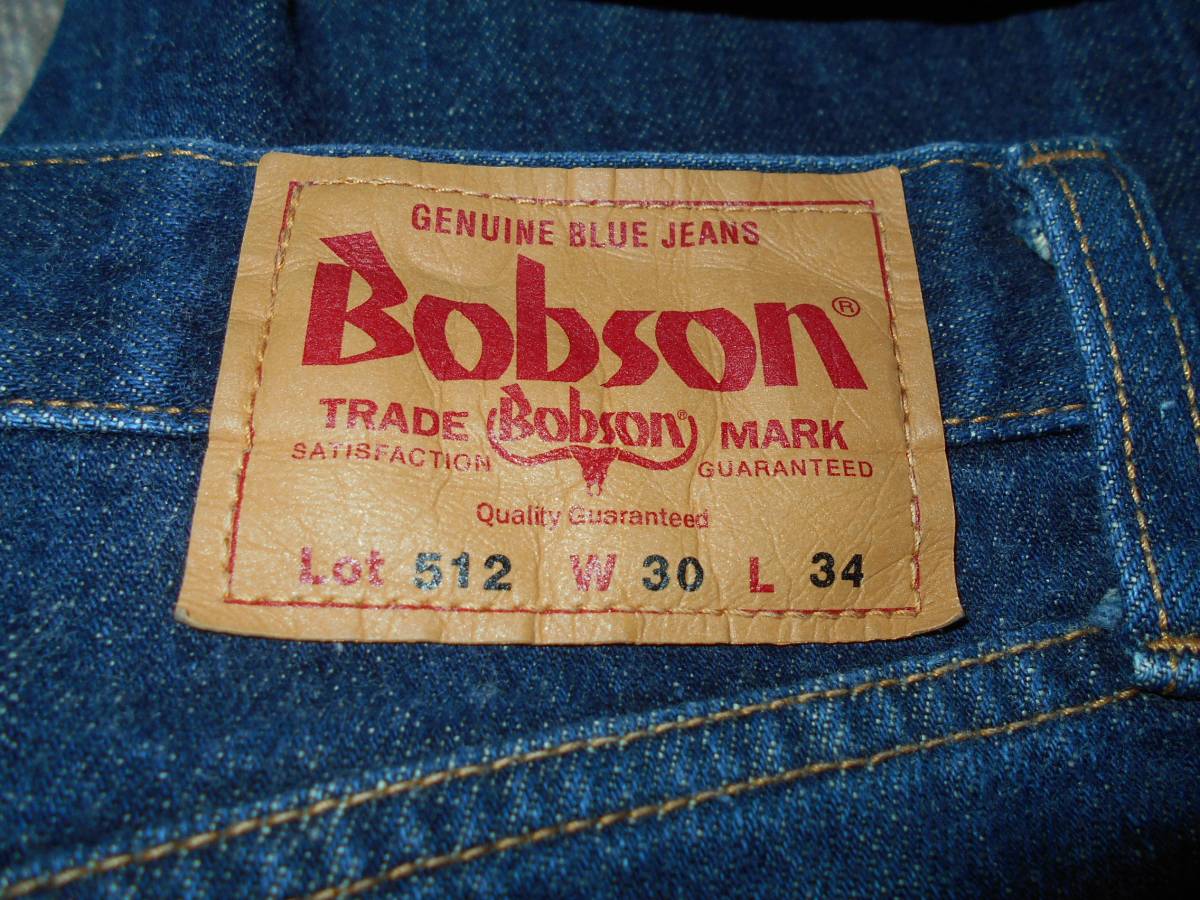 GENUINE BLUE JEANS
Bobson®
TRADE Bobson® MARK
SATISFACTION GUARANTEED
Quality Guaranteed
Lot 512 W 30 L 34